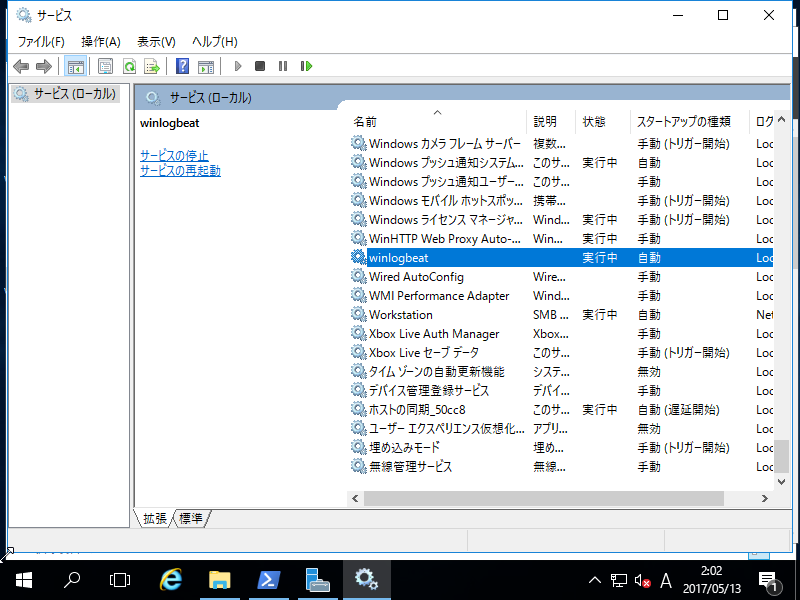 サービス
ファイル(F) 操作(A) 表示(V) ヘルプ(H)
サービス (ローカル)
サービス (ローカル)
winlogbeat
サービスの停止
サービスの再起動
名前 説明 状態 スタートアップの種類 ログ
Windows カメラ フレーム サーバー 複数... 手動 (トリガー開始) Loc
Windows プッシュ通知システム... このサ... 実行中 自動 Loc
Windows プッシュ通知ユーザー... このサ... 手動 Loc
Windows モバイル ホットスポッ... 携帯... 手動 (トリガー開始) Loc
Windows ライセンス マネージャ... Wind... 実行中 手動 (トリガー開始) Loc
WinHTTP Web Proxy Auto-... Win... 実行中 手動 Loc
winlogbeat 実行中 自動 Loc
Wired AutoConfig Wire... 手動 Loc
WMI Performance Adapter Wind... 手動 Loc
Workstation SMB ... 実行中 自動 Net
Xbox Live Auth Manager Xbox... 手動 Loc
Xbox Live セーブ データ このサ... 手動 (トリガー開始) Loc
タイム ゾーンの自動更新機能 システ... 無効 Loc
デバイス管理登録サービス デバイ... 手動 Loc
ホストの同期_50cc8 このサ... 実行中 自動 (遅延開始) Loc
ユーザー エクスペリエンス仮想化... アプリ... 無効 Loc
埋め込みモード 埋め... 手動 (トリガー開始) Loc
無線管理サービス 無線... 手動 Loc
拡張 標準
A
2:02
2017/05/13
1